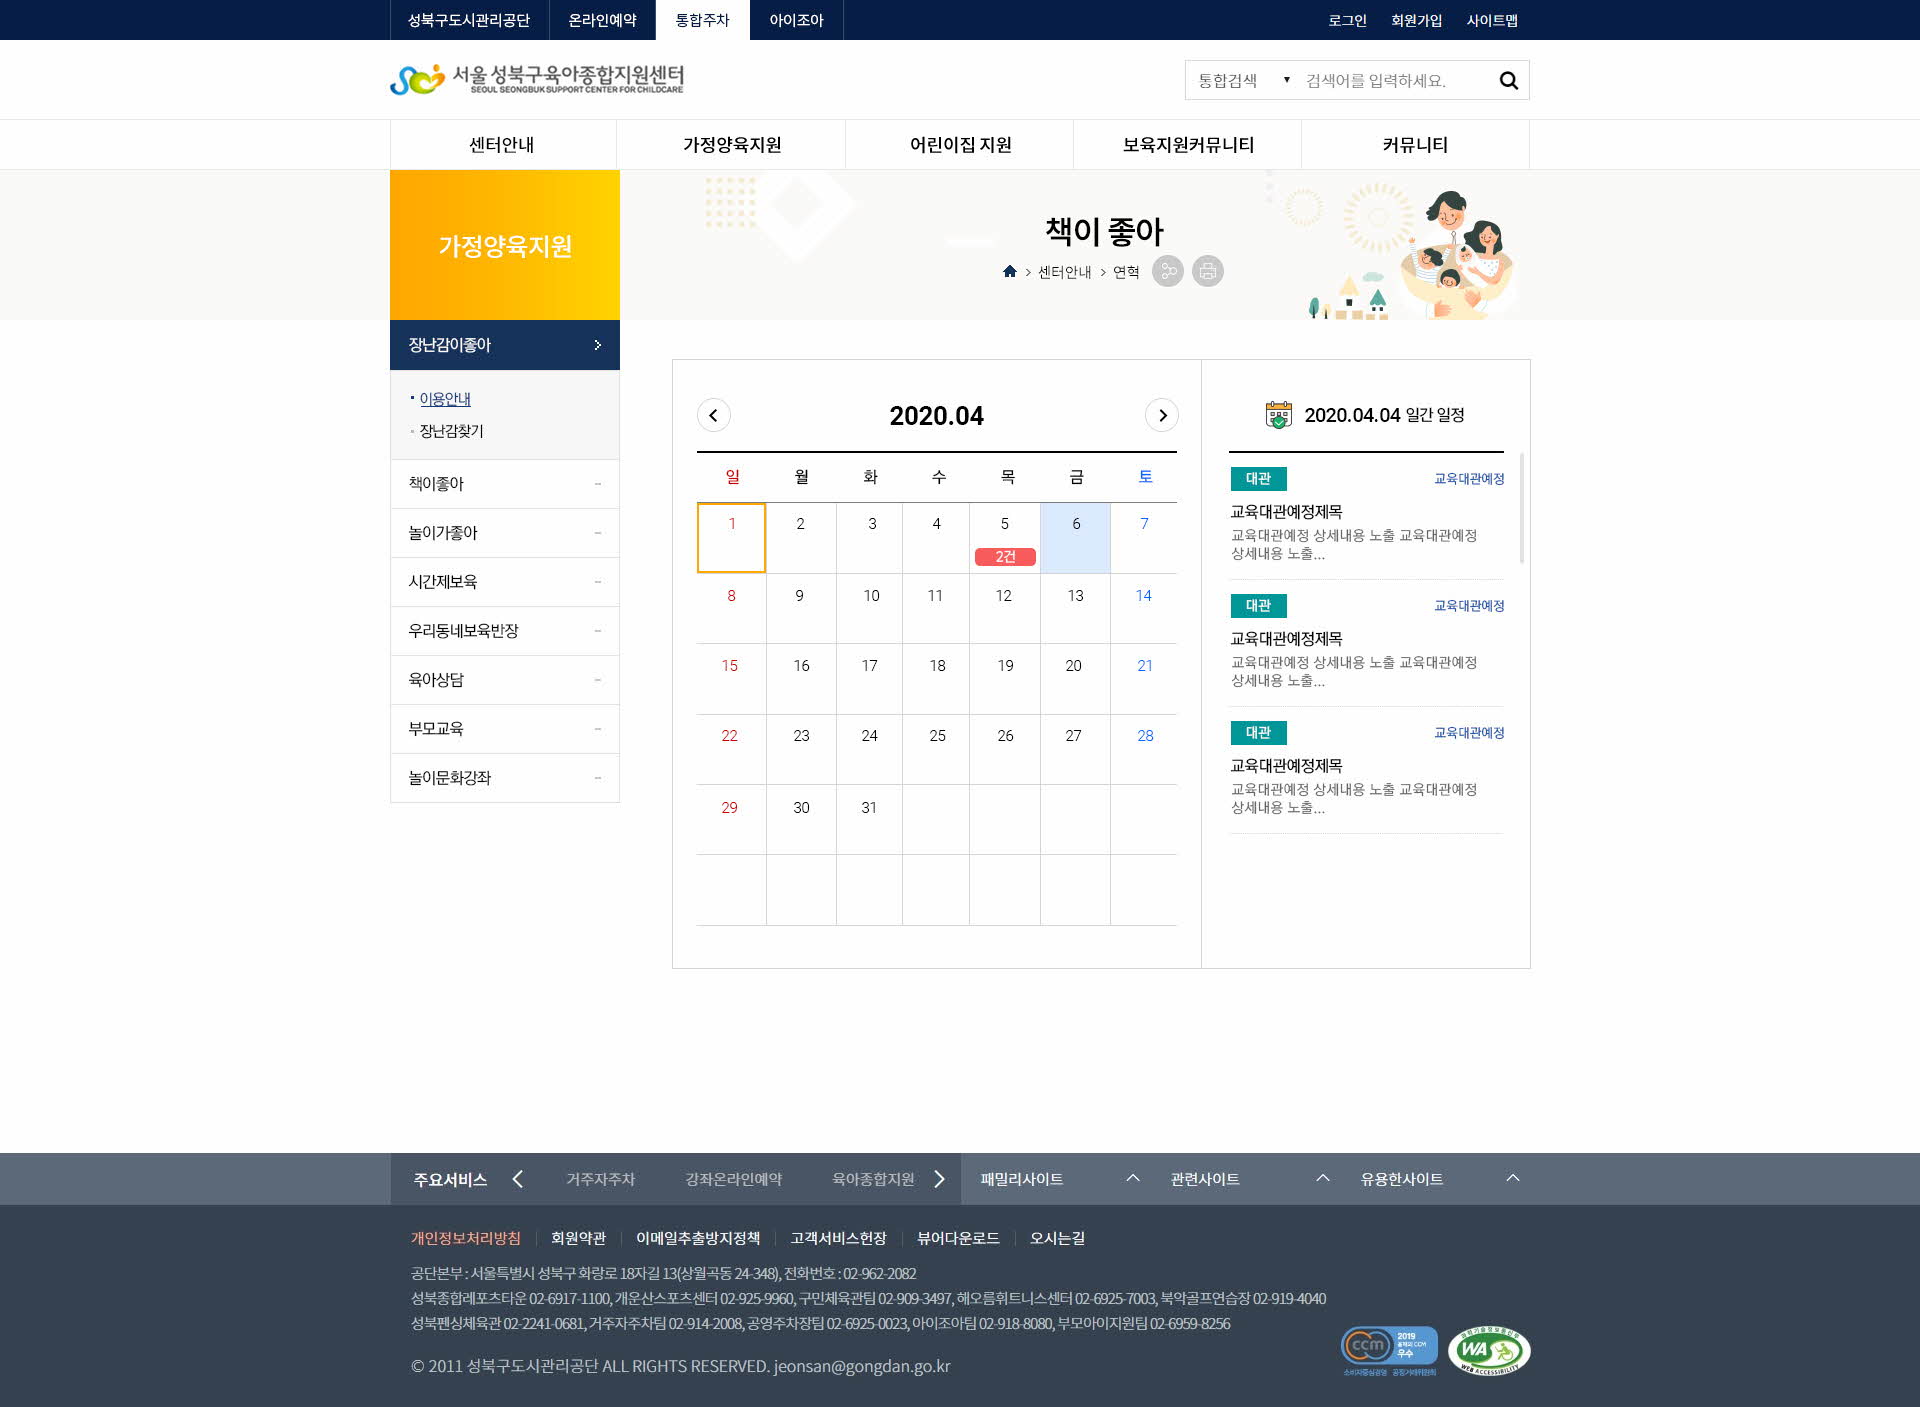 성북구도시관리공단 온라인예약 통합주차 아이조아 로그인 회원가입 사이트맵
서울 성북구육아종합지원센터
SEOUL SEONGBUK SUPPORT CENTER FOR CHILDCARE
통합검색 ▼ 검색어를 입력하세요.
센터안내 가정양육지원 어린이집 지원 보육지원커뮤니티 커뮤니티
가정양육지원
책이 좋아
> 센터안내 > 연혁
장난감이좋아
이용안내
장난감찾기
책이좋아
놀이가좋아
시간제보육
우리동네보육반장
육아상담
부모교육
놀이문화강좌
2020.04
일 월 화 수 목 금 토
1 2 3 4 5 6 7
2건
8 9 10 11 12 13 14
15 16 17 18 19 20 21
22 23 24 25 26 27 28
29 30 31
2020.04.04 일간 일정
대관 교육대관예정
교육대관예정제목
교육대관예정 상세내용 노출 교육대관예정
상세내용 노출...
대관 교육대관예정
교육대관예정제목
교육대관예정 상세내용 노출 교육대관예정
상세내용 노출...
대관 교육대관예정
교육대관예정제목
교육대관예정 상세내용 노출 교육대관예정
상세내용 노출...
주요서비스 거주자주차 강좌온라인예약 육아종합지원 패밀리사이트 관련사이트 유용한사이트
개인정보처리방침 회원약관 이메일추출방지정책 고객서비스헌장 뷰어다운로드 오시는길
공단본부 : 서울특별시 성북구 화랑로 18자길 13(상월곡동 24-348), 전화번호 : 02-962-2082
성북종합레포츠타운 02-6917-1100, 개운산스포츠센터 02-925-9960, 구민체육관팀 02-909-3497, 해오름휘트니스센터 02-6925-7003, 북악골프연습장 02-919-4040
성북펜싱체육관 02-2241-0681, 거주자주차팀 02-914-2008, 공영주차장팀 02-6925-0023, 아이조아팀 02-918-8080, 부모아이지원팀 02-6959-8256
© 2011 성북구도시관리공단 ALL RIGHTS RESERVED. jeonsan@gongdan.go.kr
ccm 2019
우수
소비자중심경영 공정거래위원회
WA
WEB ACCESSIBILITY